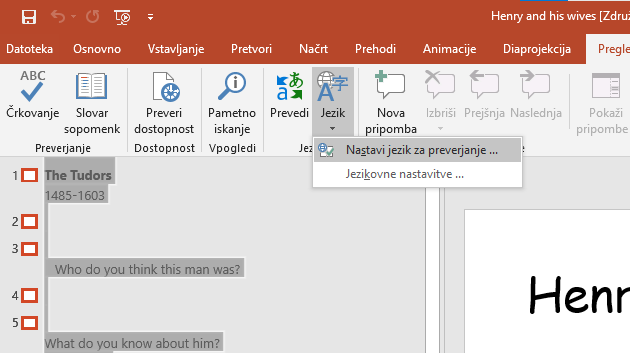 Henry and his wives [Združ
Datoteka Osnovno Vstavljanje Pretvori Načrt Prehodi Animacije Diaprojekcija Pregle
ABC
Črkovanje Slovar sopomenk Preveri dostopnost Pametno iskanje Prevedi Jezik Nova pripomba Izbriši Prejšnja Naslednja Pokaži pripombe
Preverjanje Dostopnost Vpogledi Jez
Nastavi jezik za preverjanje ...
Jezikovne nastavitve ...
1 The Tudors
1485-1603
2
3
Who do you think this man was?
4
5
What do you know about him?
Henr